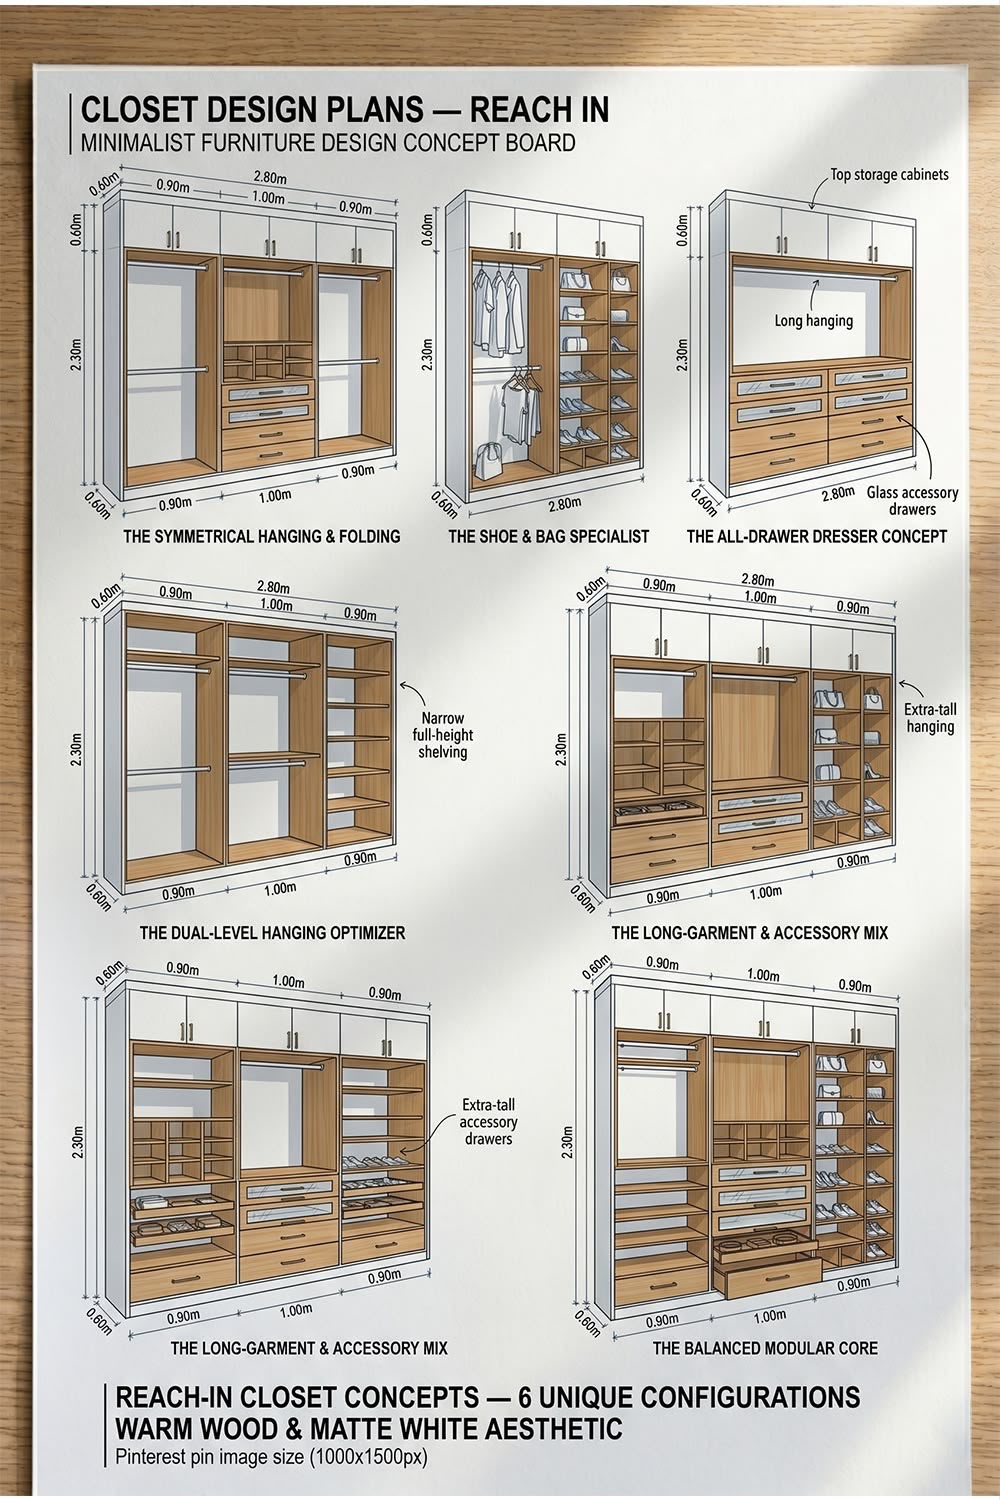 CLOSET DESIGN PLANS — REACH IN
MINIMALIST FURNITURE DESIGN CONCEPT BOARD
0.60m
2.80m
0.90m
1.00m
0.90m
0.60m
2.30m
0.60m
0.90m
1.00m
0.90m
THE SYMMETRICAL HANGING & FOLDING
0.60m
2.30m
0.60m
2.80m
THE SHOE & BAG SPECIALIST
Top storage cabinets
0.60m
Long hanging
2.30m
0.60m
2.80m
Glass accessory
drawers
THE ALL-DRAWER DRESSER CONCEPT
0.60m
2.80m
0.90m
1.00m
0.90m
2.30m
Narrow
full-height
shelving
0.60m
0.90m
1.00m
0.90m
THE DUAL-LEVEL HANGING OPTIMIZER
0.60m
2.80m
0.90m
1.00m
0.90m
2.30m
Extra-tall
hanging
0.60m
0.90m
1.00m
0.90m
THE LONG-GARMENT & ACCESSORY MIX
0.60m
0.90m
1.00m
0.90m
2.30m
Extra-tall
accessory
drawers
0.60m
0.90m
1.00m
0.90m
THE LONG-GARMENT & ACCESSORY MIX
0.60m
0.90m
1.00m
0.90m
2.30m
0.60m
0.90m
1.00m
0.90m
THE BALANCED MODULAR CORE
REACH-IN CLOSET CONCEPTS — 6 UNIQUE CONFIGURATIONS
WARM WOOD & MATTE WHITE AESTHETIC
Pinterest pin image size (1000x1500px)